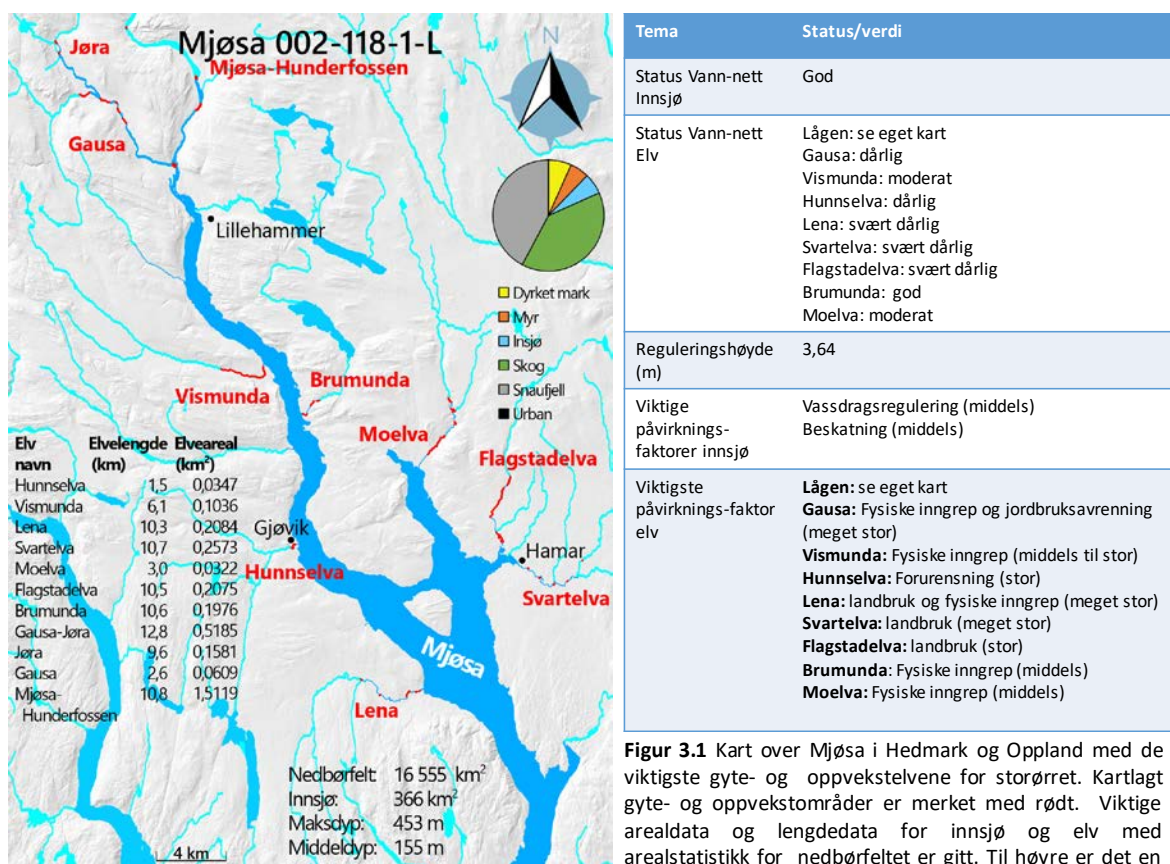 Mjøsa 002-118-1-L
Jøra
Mjøsa-Hunderfossen
N
Gausa
Lillehammer
Dyrket mark
Myr
Insjø
Skog
Snaufjell
Urban
Vismunda
Brumunda
Moelva
Flagstadelva
Gjøvik
Hunnselva
Hamar
Svartelva
Mjøsa
Lena
Elv Elvelengde Elveareal
navn (km) (km²)
Hunnselva 1,5 0,0347
Vismunda 6,1 0,1036
Lena 10,3 0,2084
Svartelva 10,7 0,2573
Moelva 3,0 0,0322
Flagstadelva 10,5 0,2075
Brumunda 10,6 0,1976
Gausa-Jøra 12,8 0,5185
Jøra 9,6 0,1581
Gausa 2,6 0,0609
Mjøsa- 10,8 1,5119
Hunderfossen
Nedbørfelt: 16 555 km²
Innsjø: 366 km²
Maksdyp: 453 m
Middeldyp: 155 m
4 km
Tema Status/verdi
Status Vann-nett God
Innsjø
Status Vann-nett Lågen: se eget kart
Elv Gausa: dårlig
Vismunda: moderat
Hunnselva: dårlig
Lena: svært dårlig
Svartelva: svært dårlig
Flagstadelva: svært dårlig
Brumunda: god
Moelva: moderat
Reguleringshøyde 3,64
(m)
Viktige Vassdragsregulering (middels)
påvirknings- Beskatning (middels)
faktorer innsjø
Viktigste Lågen: se eget kart
påvirknings-faktor Gausa: Fysiske inngrep og jordbruksavrenning
elv (meget stor)
Vismunda: Fysiske inngrep (middels til stor)
Hunnselva: Forurensning (stor)
Lena: landbruk og fysiske inngrep (meget stor)
Svartelva: landbruk (meget stor)
Flagstadelva: landbruk (stor)
Brumunda: Fysiske inngrep (middels)
Moelva: Fysiske inngrep (middels)
Figur 3.1 Kart over Mjøsa i Hedmark og Oppland med de
viktigste gyte- og oppvekstelvene for storørret. Kartlagt
gyte- og oppvekstområder er merket med rødt. Viktige
arealdata og lengdedata for innsjø og elv med
arealstatistikk for nedbørfeltet er gitt. Til høyre er det en